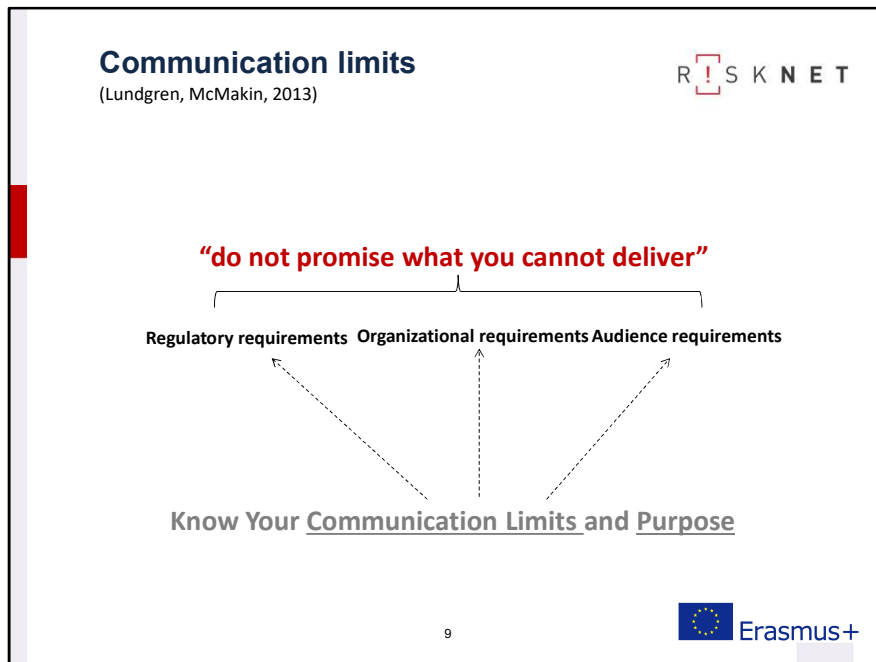 Communication limits
(Lundgren, McMakin, 2013)
R!SKNET
“do not promise what you cannot deliver”
Regulatory requirements Organizational requirements Audience requirements
Know Your Communication Limits and Purpose
9
Erasmus+